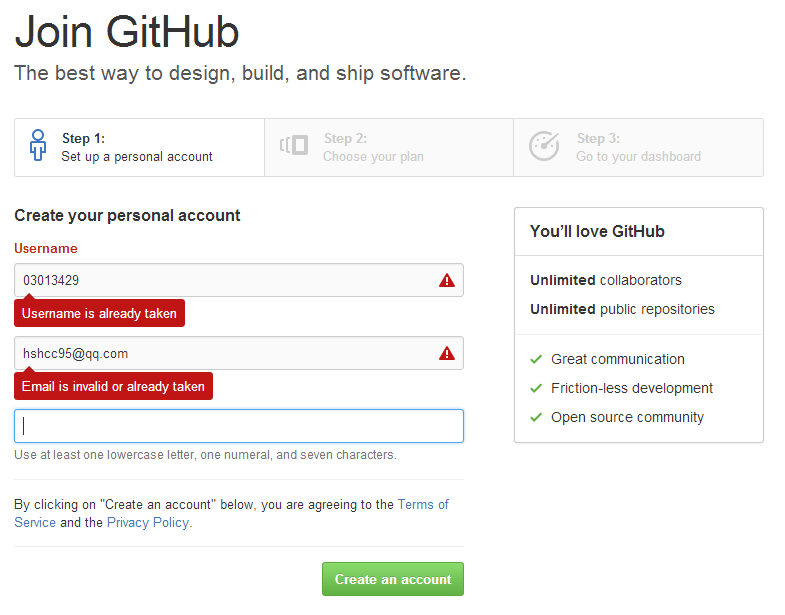 Join GitHub
The best way to design, build, and ship software.
Step 1:
Set up a personal account
Step 2:
Choose your plan
Step 3:
Go to your dashboard
Create your personal account
Username
03013429
Username is already taken
hshcc95@qq.com
Email is invalid or already taken
Use at least one lowercase letter, one numeral, and seven characters.
By clicking on "Create an account" below, you are agreeing to the Terms of
Service and the Privacy Policy.
Create an account
You’ll love GitHub
Unlimited collaborators
Unlimited public repositories
Great communication
Friction-less development
Open source community